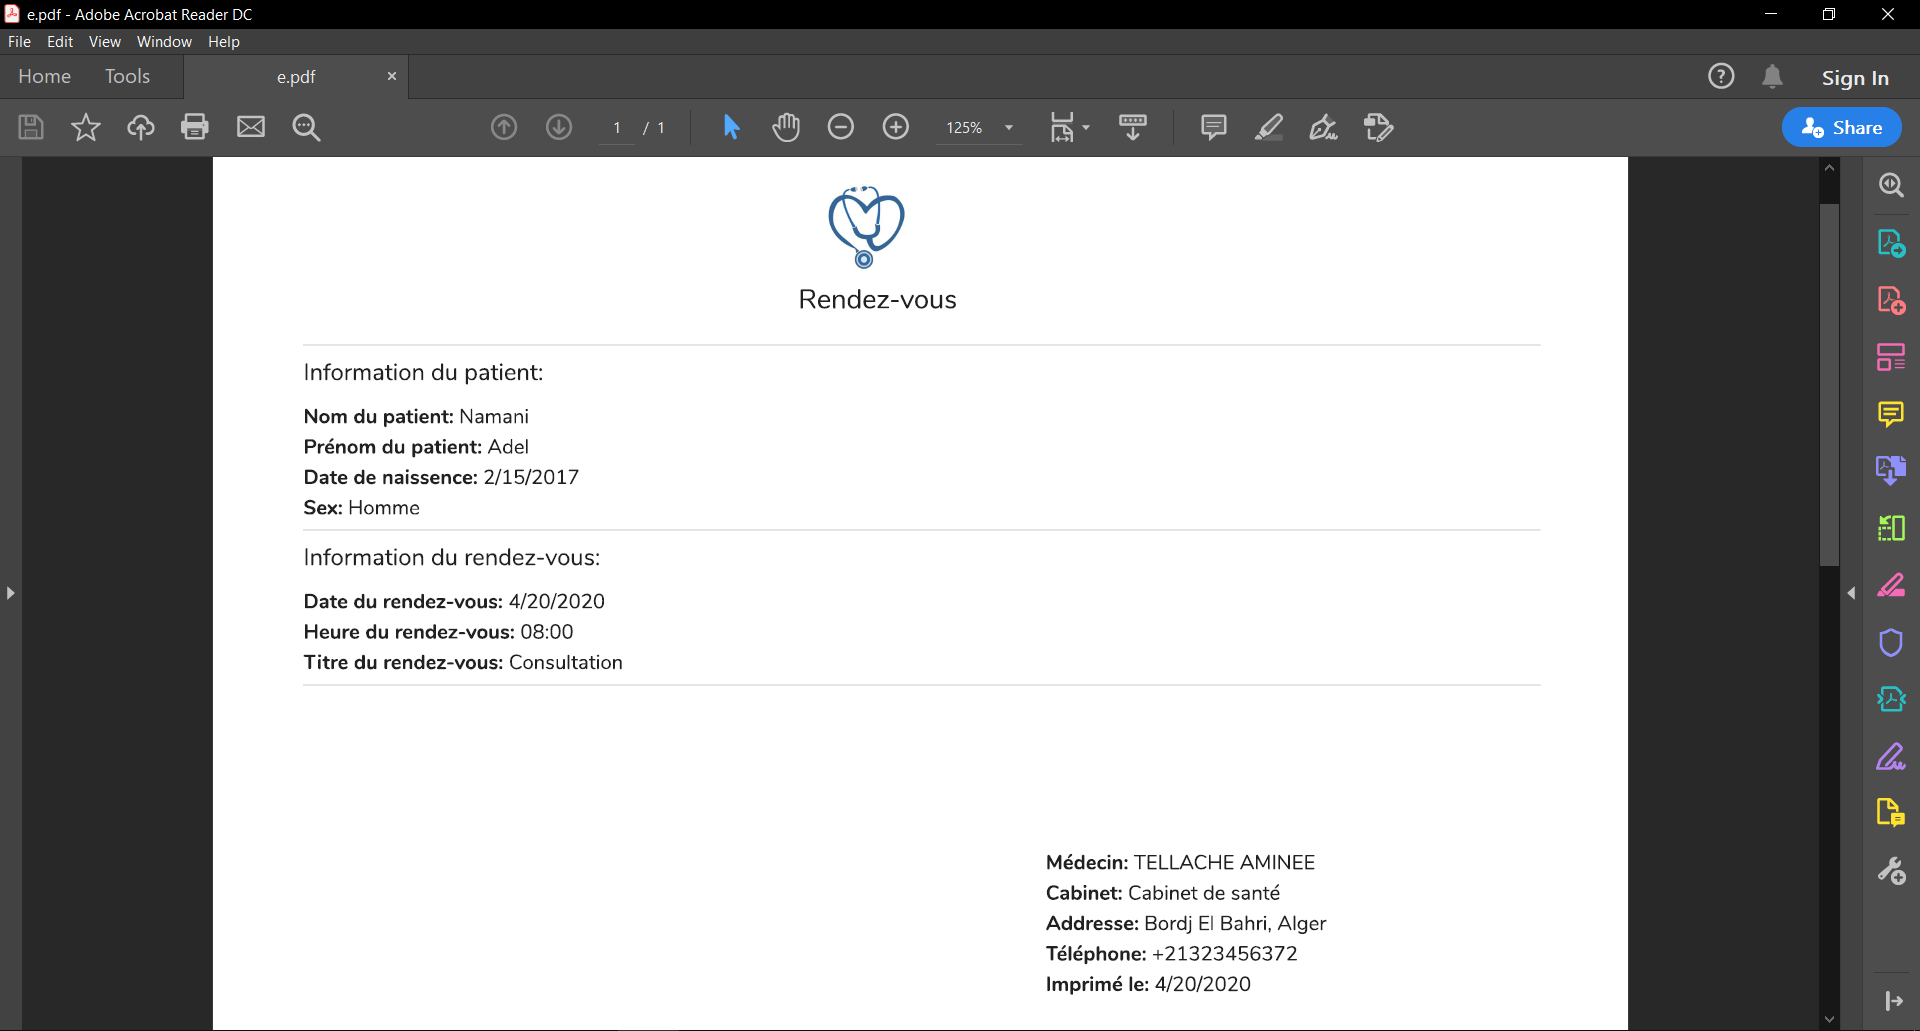 e.pdf - Adobe Acrobat Reader DC
File Edit View Window Help
Home Tools e.pdf Sign In
1 / 1 125% Share
Rendez-vous
Information du patient:
Nom du patient: Namani
Prénom du patient: Adel
Date de naissence: 2/15/2017
Sex: Homme
Information du rendez-vous:
Date du rendez-vous: 4/20/2020
Heure du rendez-vous: 08:00
Titre du rendez-vous: Consultation
Médecin: TELLACHE AMINEE
Cabinet: Cabinet de santé
Addresse: Bordj El Bahri, Alger
Téléphone: +21323456372
Imprimé le: 4/20/2020